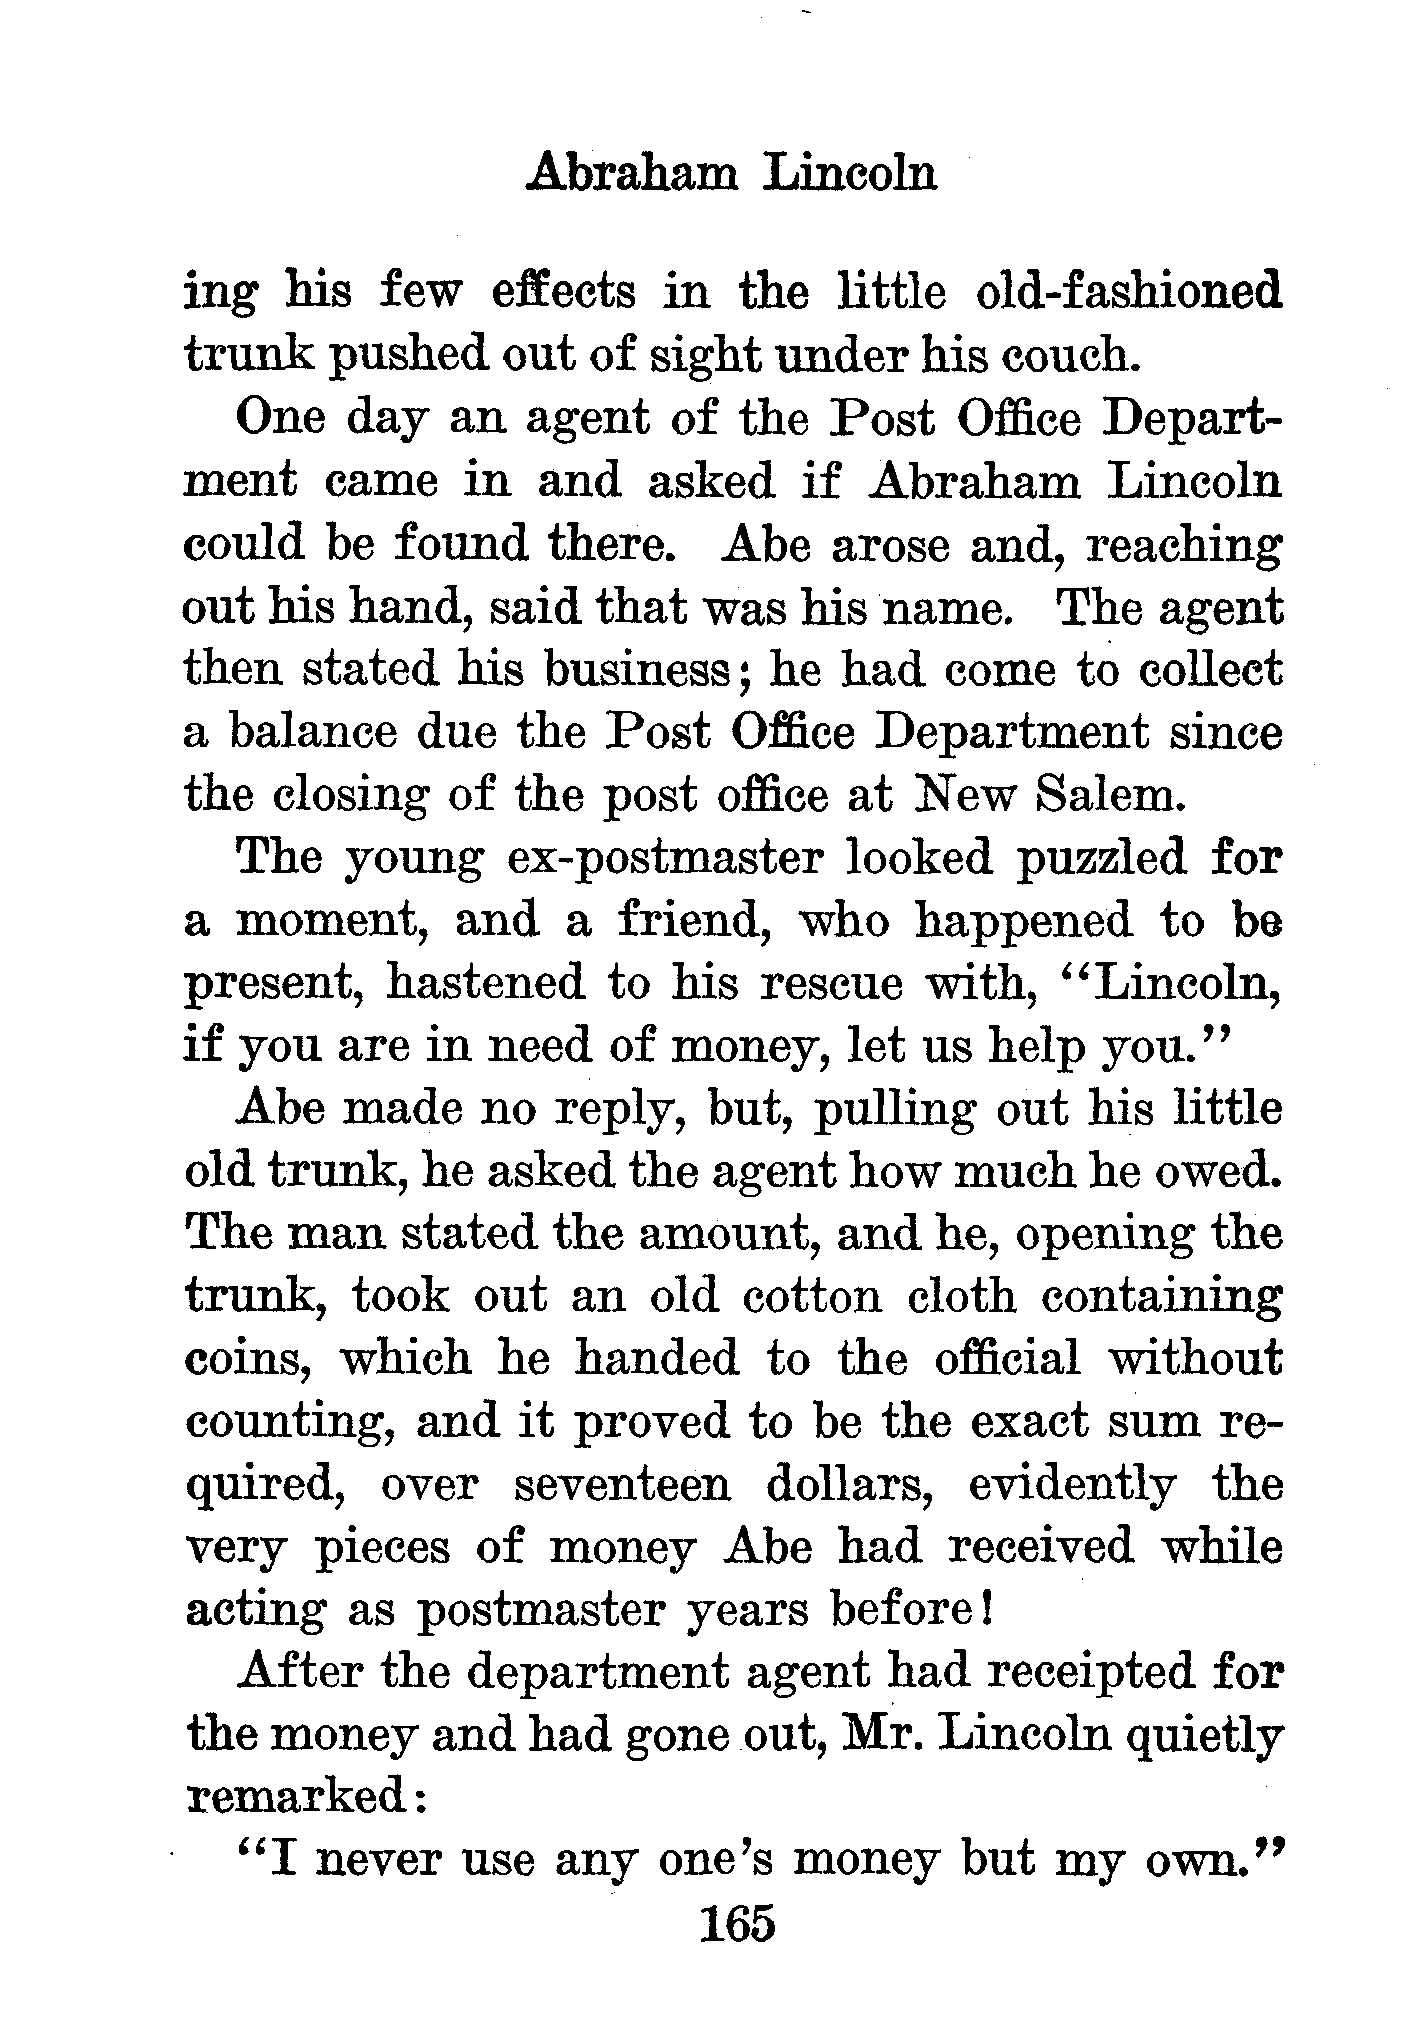 Abraham Lincoln
ing his few effects in the little old-fashioned
trunk pushed out of sight under his couch.
One day an agent of the Post Office Depart-
ment came in and asked if Abraham Lincoln
could be found there. Abe arose and, reaching
out his hand, said that was his name. The agent
then stated his business; he had come to collect
a balance due the Post Office Department since
the closing of the post office at New Salem.
The young ex-postmaster looked puzzled for
a moment, and a friend, who happened to be
present, hastened to his rescue with, "Lincoln,
if you are in need of money, let us help you."
Abe made no reply, but, pulling out his little
old trunk, he asked the agent how much he owed.
The man stated the amount, and he, opening the
trunk, took out an old cotton cloth containing
coins, which he handed to the official without
counting, and it proved to be the exact sum re-
quired, over seventeen dollars, evidently the
very pieces of money Abe had received while
acting as postmaster years before!
After the department agent had receipted for
the money and had gone out, Mr. Lincoln quietly
remarked:
"I never use any one's money but my own."
165